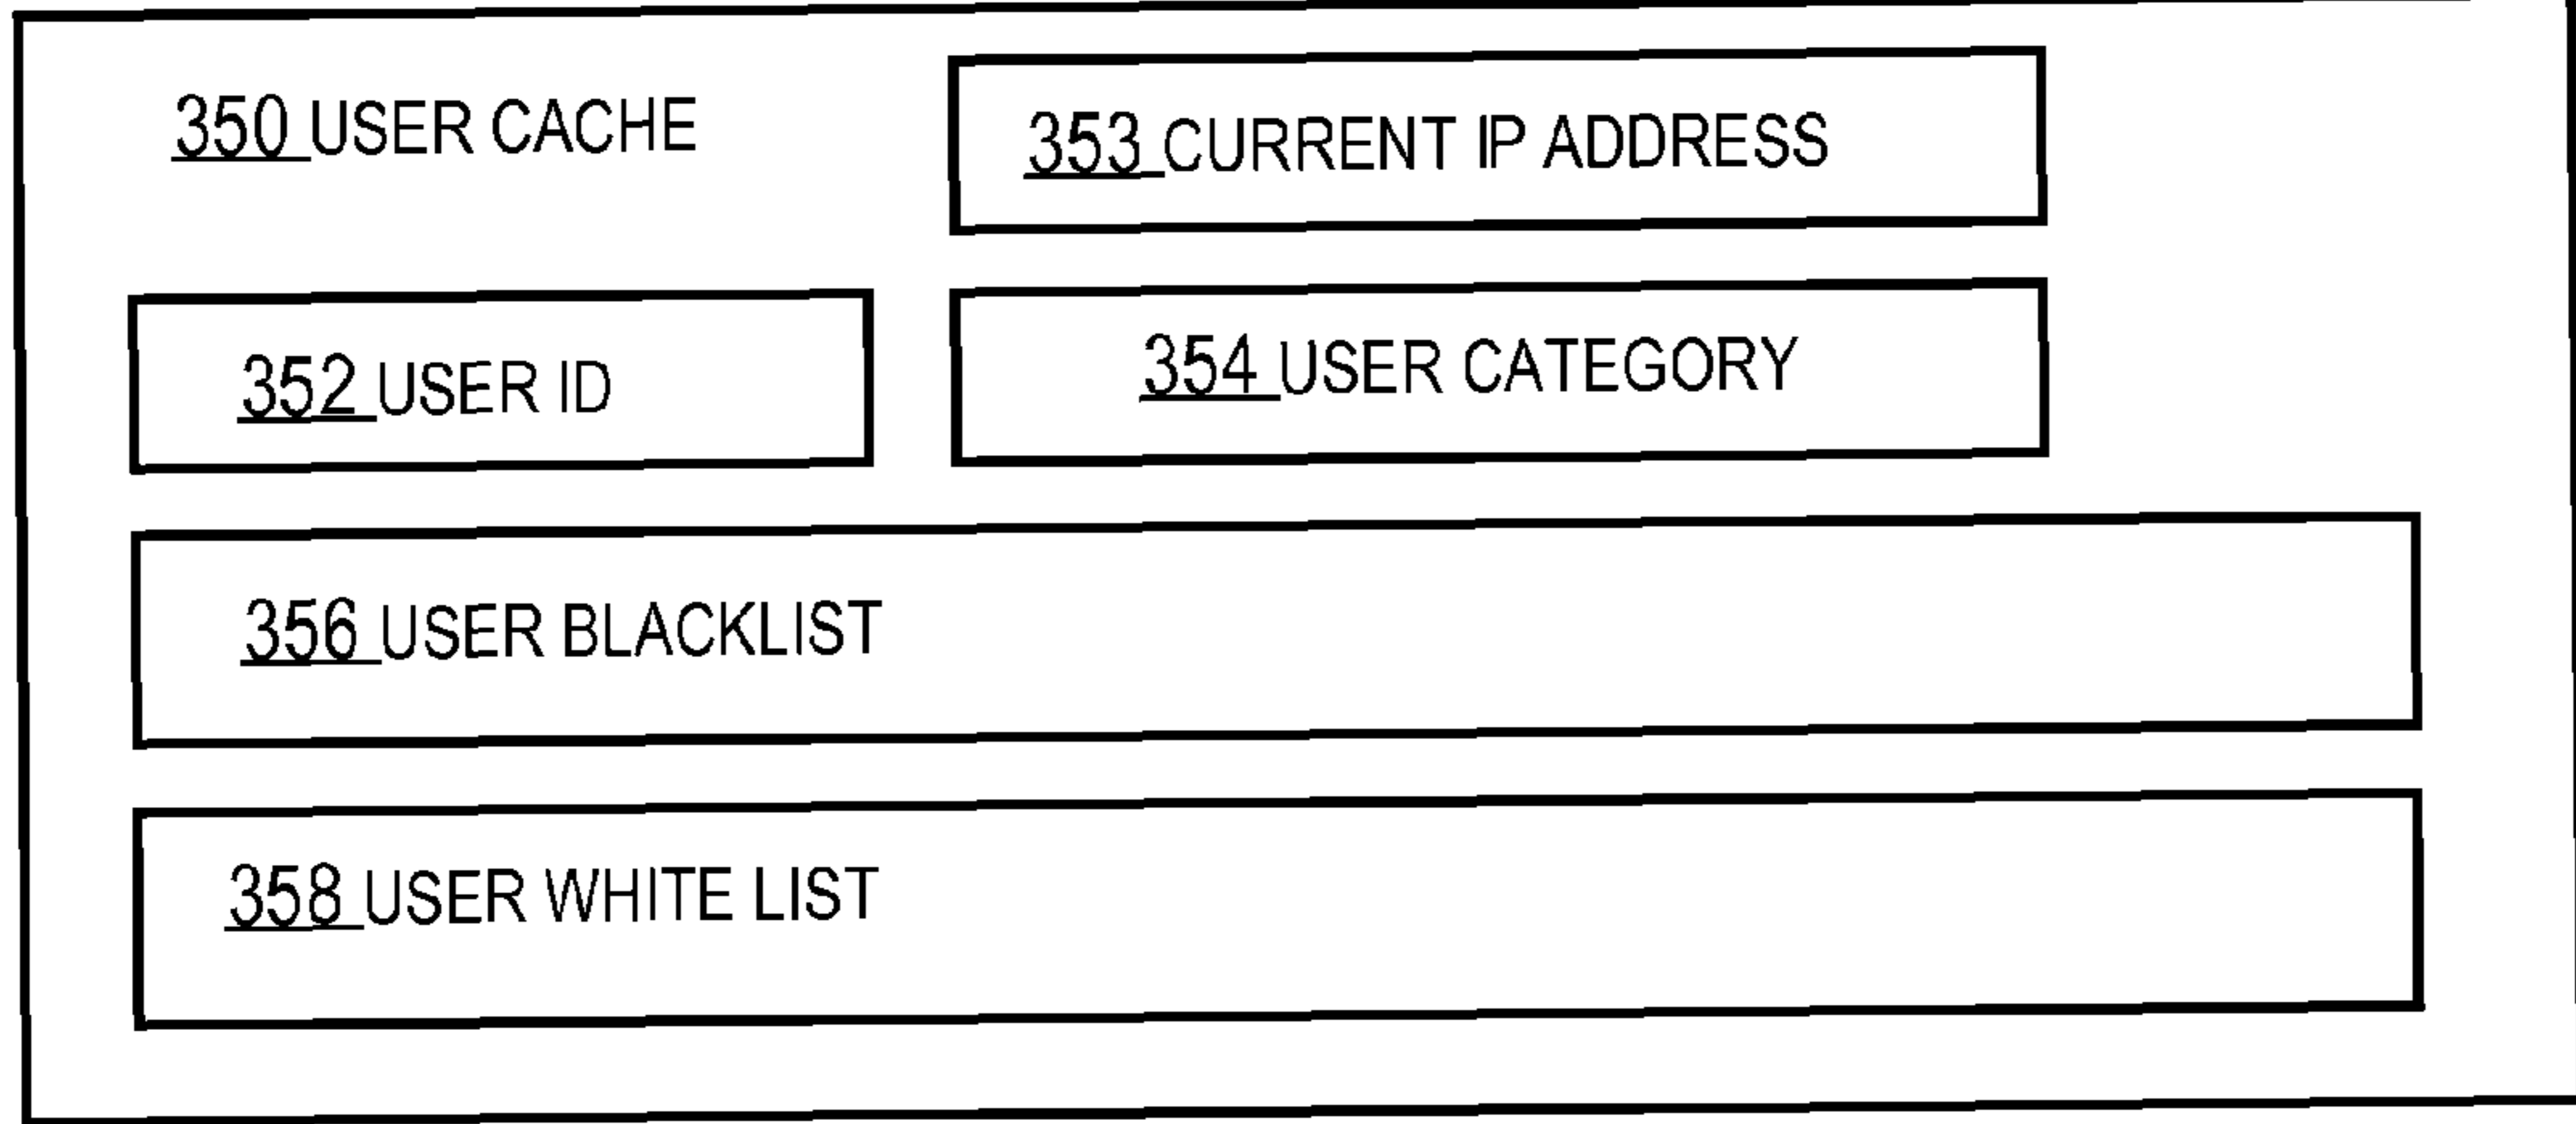 350 USER CACHE
353 CURRENT IP ADDRESS
352 USER ID
354 USER CATEGORY
356 USER BLACKLIST
358 USER WHITE LIST